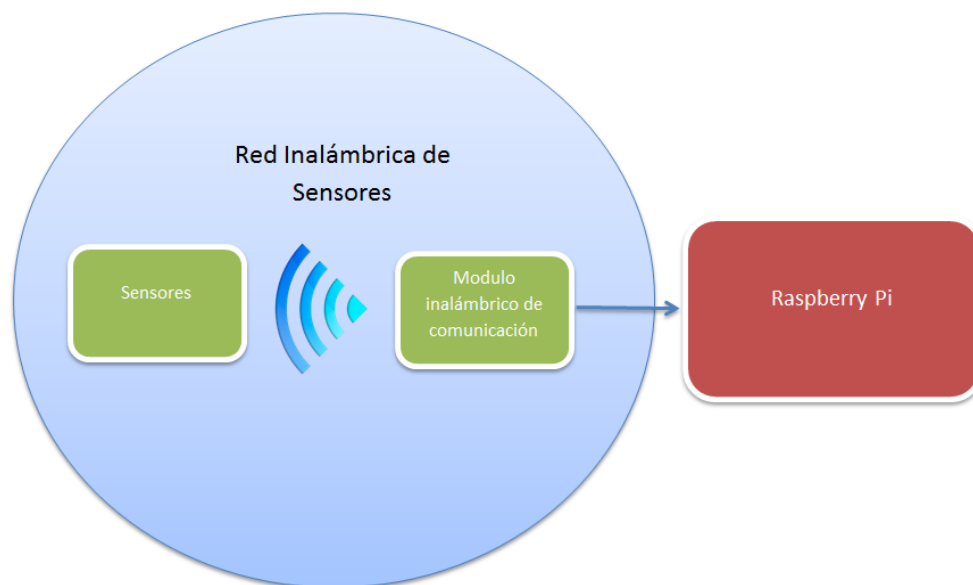 Red Inalámbrica de
Sensores
Sensores
Modulo
inalámbrico de
comunicación
Raspberry Pi